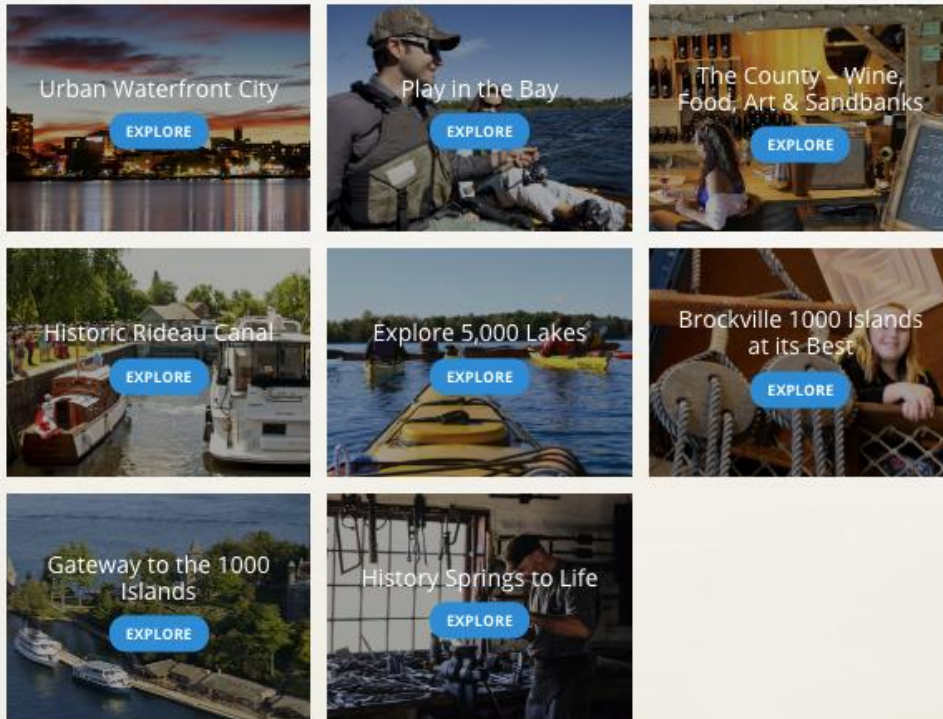 Urban Waterfront City
EXPLORE
Play in the Bay
EXPLORE
The County – Wine,
Food, Art & Sandbanks
EXPLORE
Historic Rideau Canal
EXPLORE
Explore 5,000 Lakes
EXPLORE
Brockville 1000 Islands
at its Best
EXPLORE
Gateway to the 1000
Islands
EXPLORE
History Springs to Life
EXPLORE